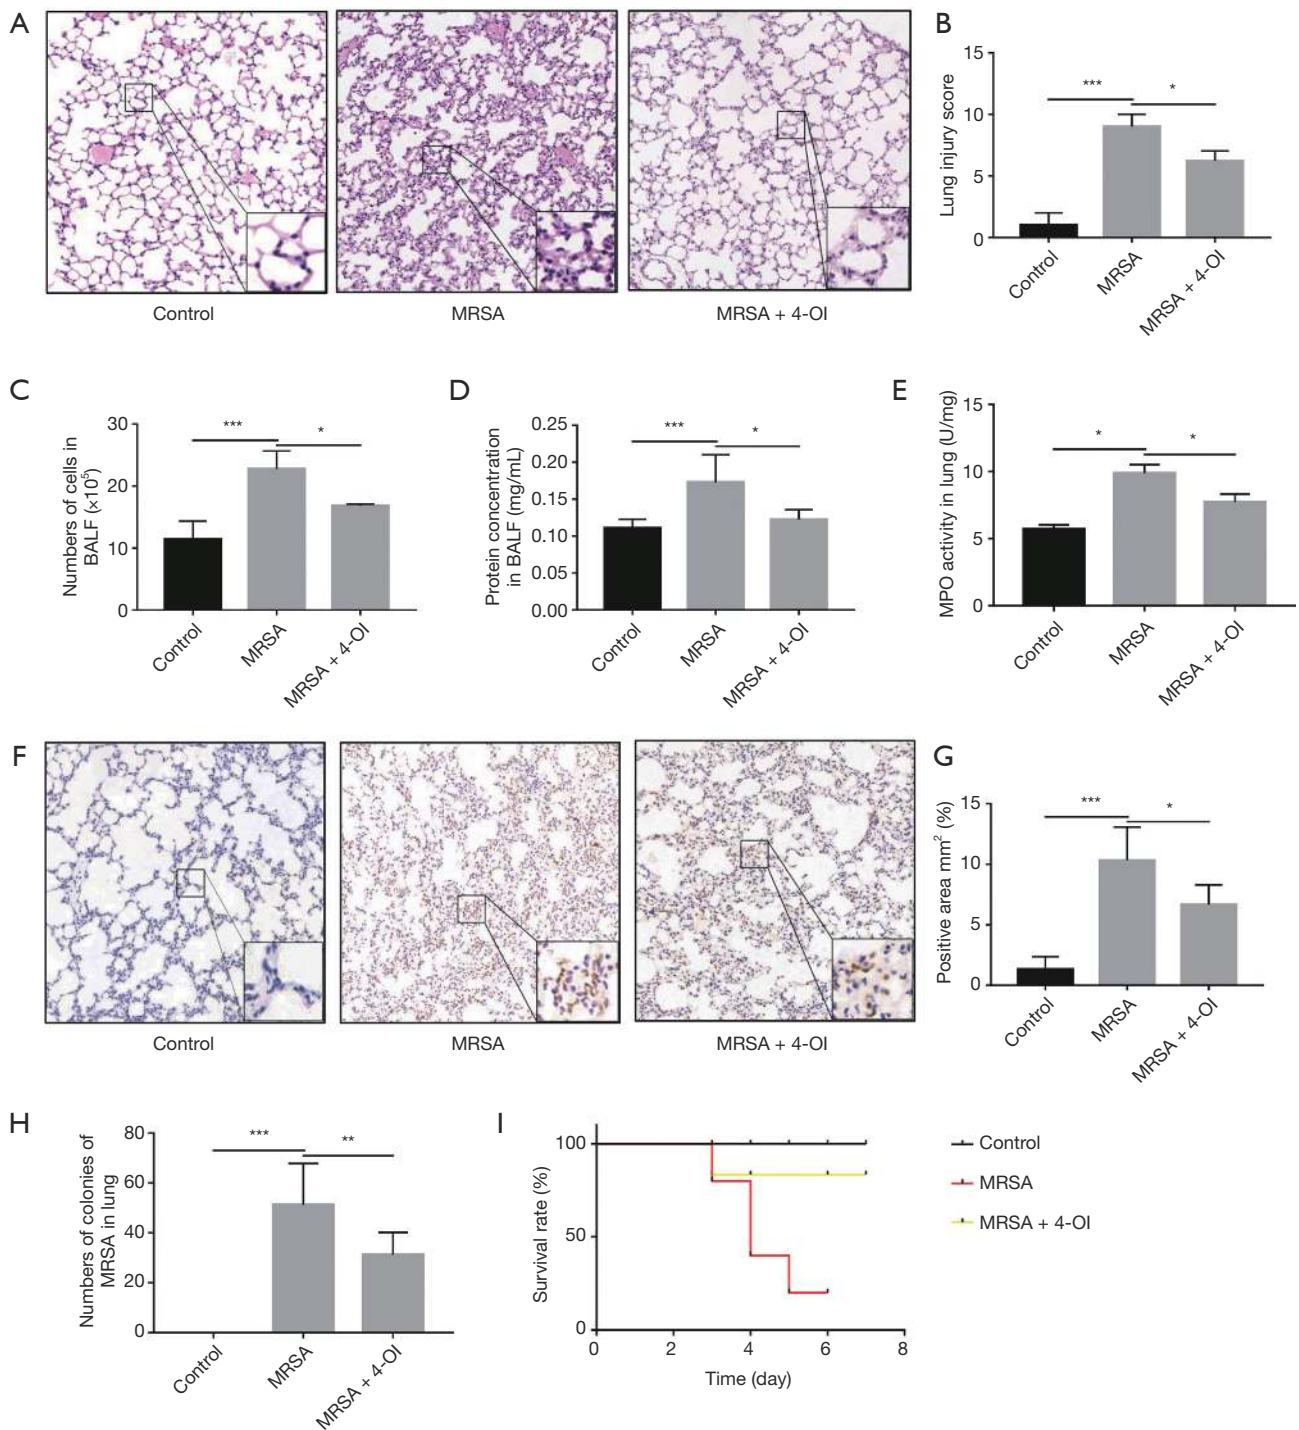 A
Control
MRSA
MRSA + 4-OI
B
Lung injury score
15
10
5
0
***
*
Control
MRSA
MRSA + 4-OI
C
Numbers of cells in
BALF (×10⁵)
30
20
10
0
***
*
Control
MRSA
MRSA + 4-OI
D
Protein concentration
in BALF (mg/mL)
0.25
0.20
0.15
0.10
0.05
0.00
***
*
Control
MRSA
MRSA + 4-OI
E
MPO activity in lung (U/mg)
15
10
5
0
*
*
Control
MRSA
MRSA + 4-OI
F
Control
MRSA
MRSA + 4-OI
G
Positive area mm² (%)
15
10
5
0
***
*
Control
MRSA
MRSA + 4-OI
H
Numbers of colonies of
MRSA in lung
80
60
40
20
0
***
**
Control
MRSA
MRSA + 4-OI
I
Survival rate (%)
100
50
0
0 2 4 6 8
Time (day)
Control
MRSA
MRSA + 4-OI